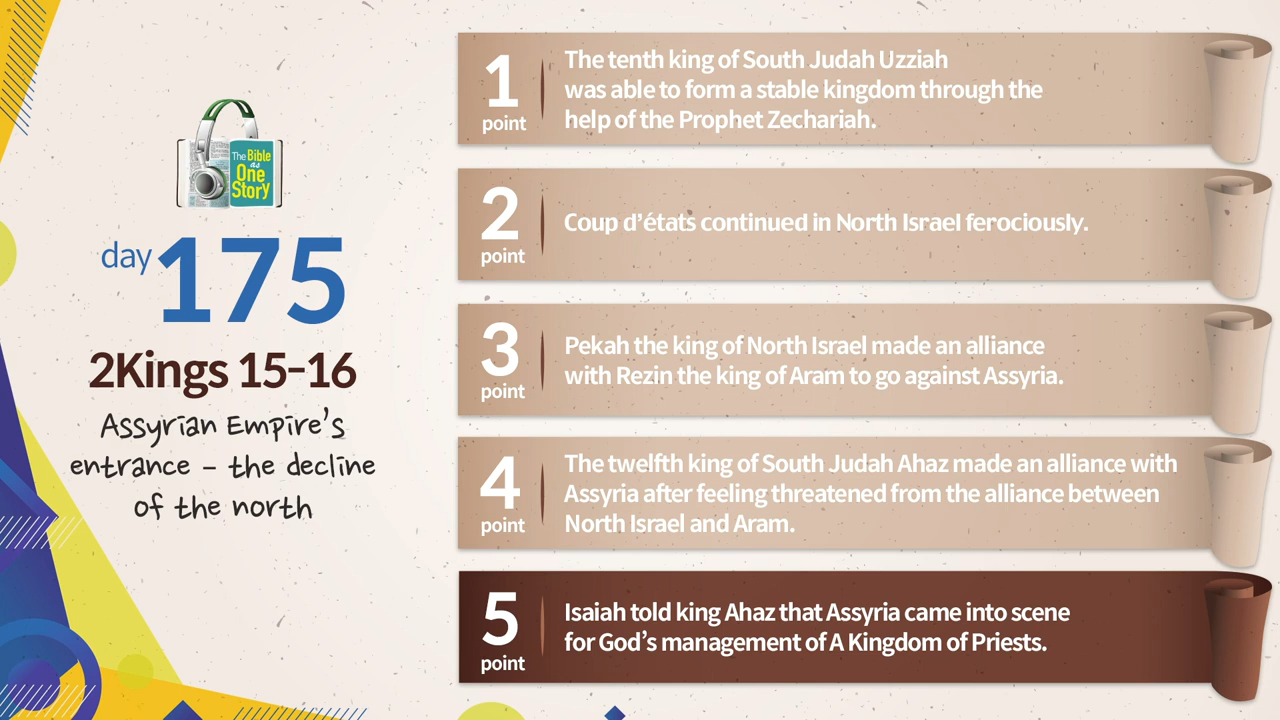 The Bible
as
One
Story
day 175
2Kings 15-16
Assyrian Empire's
entrance – the decline
of the north
1
point
The tenth king of South Judah Uzziah
was able to form a stable kingdom through the
help of the Prophet Zechariah.
2
point
Coup d’états continued in North Israel ferociously.
3
point
Pekah the king of North Israel made an alliance
with Rezin the king of Aram to go against Assyria.
4
point
The twelfth king of South Judah Ahaz made an alliance with
Assyria after feeling threatened from the alliance between
North Israel and Aram.
5
point
Isaiah told king Ahaz that Assyria came into scene
for God’s management of A Kingdom of Priests.